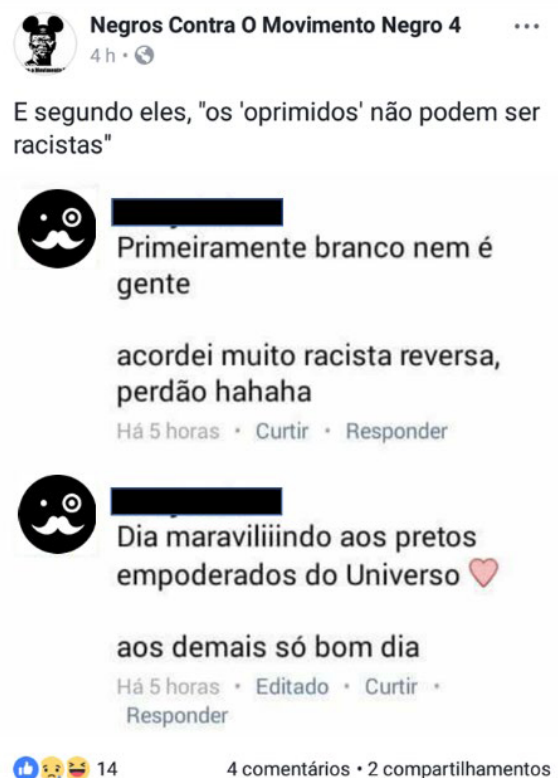 Negros Contra O Movimento Negro 4
4 h
E segundo eles, "os 'oprimidos' não podem ser
racistas"
Primeiramente branco nem é
gente
acordei muito racista reversa,
perdão hahaha
Há 5 horas · Curtir · Responder
Dia maraviliiindo aos pretos
empoderados do Universo
aos demais só bom dia
Há 5 horas · Editado · Curtir ·
Responder
14 4 comentários • 2 compartilhamentos